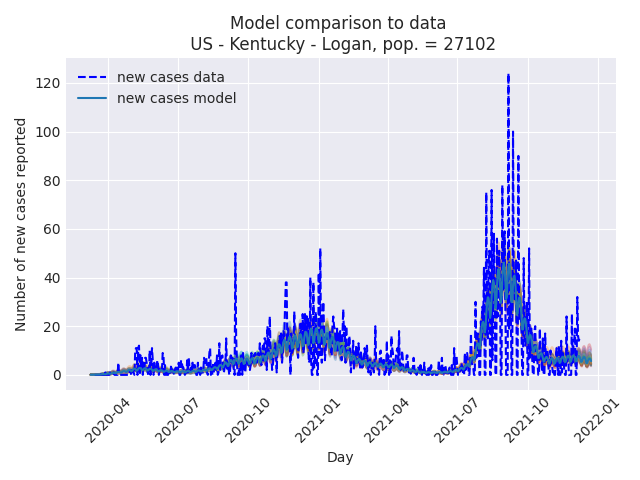 Model comparison to data
US - Kentucky - Logan, pop. = 27102
new cases data
new cases model
Number of new cases reported
120
100
80
60
40
20
0
2020-04
2020-07
2020-10
2021-01
2021-04
2021-07
2021-10
2022-01
Day